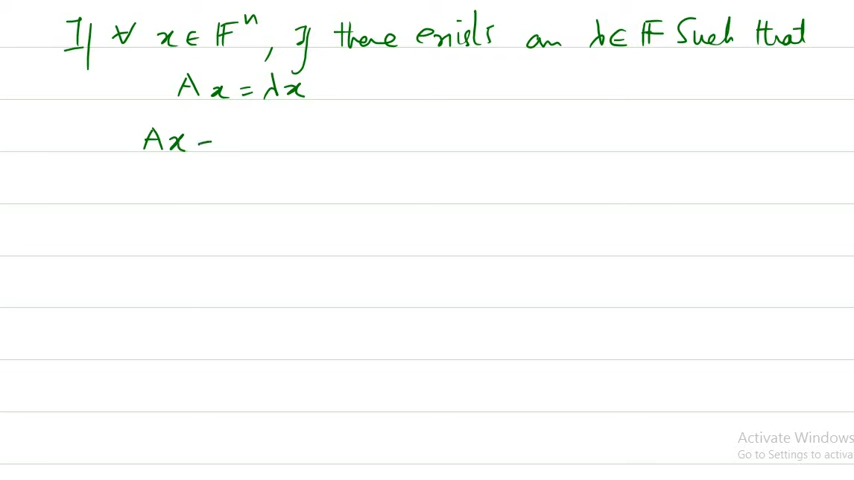 If ∀ x ∈ 𝔽ⁿ, if there exists an λ ∈ 𝔽 Such that
Ax = λx
Ax -
Activate Windows
Go to Settings to activa